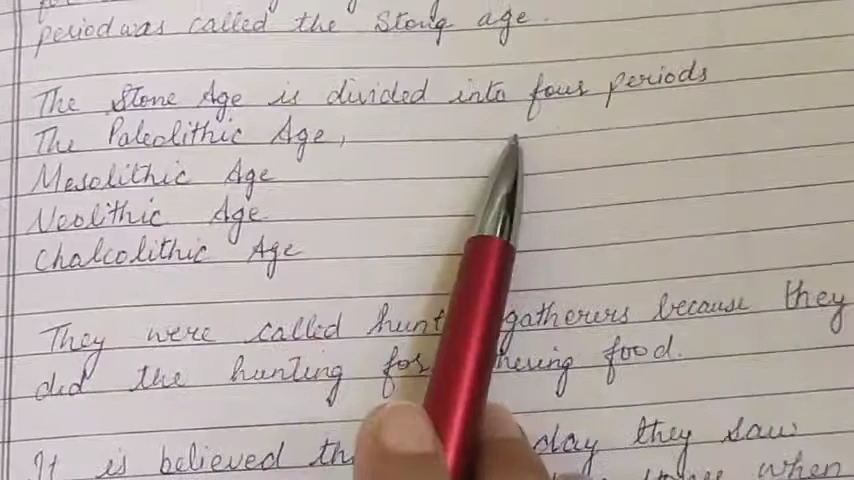 period was called the Stone age.
The Stone Age is divided into four periods
The Paleolithic Age,
Mesolithic Age
Neolithic Age
Chalcolithic Age
They were called hunt gatherers because they
did the hunting for hering food.
It is believed th day they saw
when